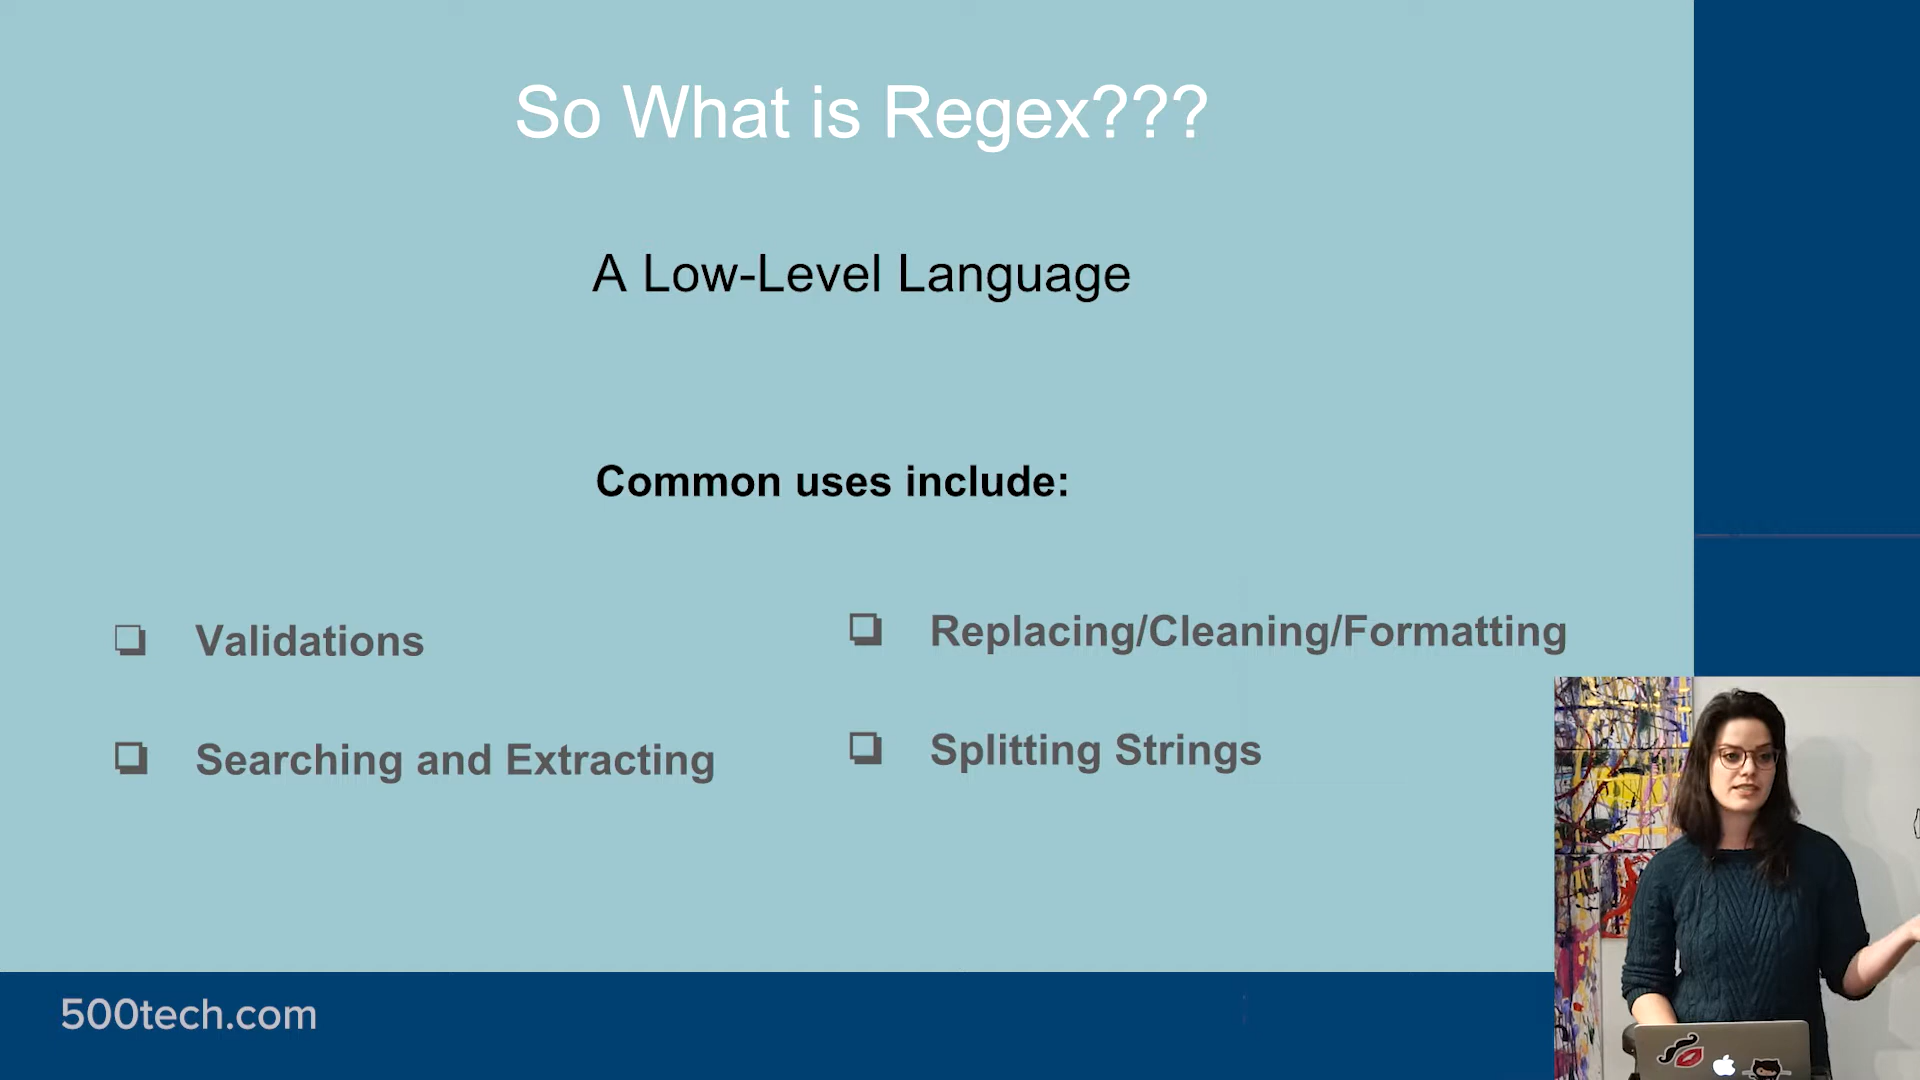 So What is Regex???
A Low-Level Language
Common uses include:
Validations
Searching and Extracting
Replacing/Cleaning/Formatting
Splitting Strings
500tech.com